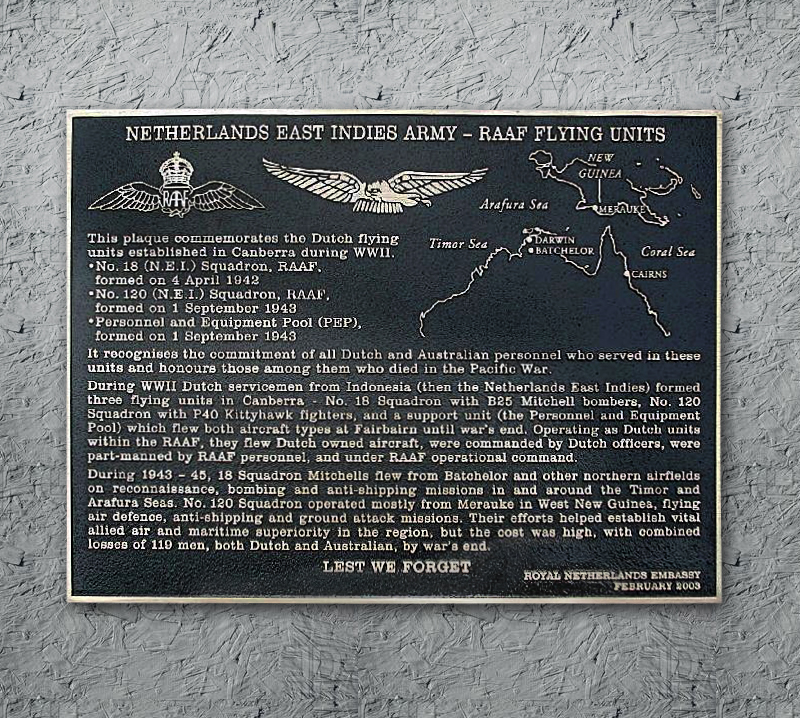 NETHERLANDS EAST INDIES ARMY – RAAF FLYING UNITS
RAAF
NEW
GUINEA
Arafura Sea
MERAUKE
Timor Sea
DARWIN
BATCHELOR
Coral Sea
CAIRNS
This plaque commemorates the Dutch flying
units established in Canberra during WWII.
•No. 18 (N.E.I.) Squadron, RAAF,
formed on 4 April 1942
•No. 120 (N.E.I.) Squadron, RAAF,
formed on 1 September 1943
•Personnel and Equipment Pool (PEP),
formed on 1 September 1943
It recognises the commitment of all Dutch and Australian personnel who served in these
units and honours those among them who died in the Pacific War.
During WWII Dutch servicemen from Indonesia (then the Netherlands East Indies) formed
three flying units in Canberra - No. 18 Squadron with B25 Mitchell bombers, No. 120
Squadron with P40 Kittyhawk fighters, and a support unit (the Personnel and Equipment
Pool) which flew both aircraft types at Fairbairn until war's end. Operating as Dutch units
within the RAAF, they flew Dutch owned aircraft, were commanded by Dutch officers, were
part-manned by RAAF personnel, and under RAAF operational command.
During 1943 – 45, 18 Squadron Mitchells flew from Batchelor and other northern airfields
on reconnaissance, bombing and anti-shipping missions in and around the Timor and
Arafura Seas. No. 120 Squadron operated mostly from Merauke in West New Guinea, flying
air defence, anti-shipping and ground attack missions. Their efforts helped establish vital
allied air and maritime superiority in the region, but the cost was high, with combined
losses of 119 men, both Dutch and Australian, by war's end.
LEST WE FORGET
ROYAL NETHERLANDS EMBASSY
FEBRUARY 2003